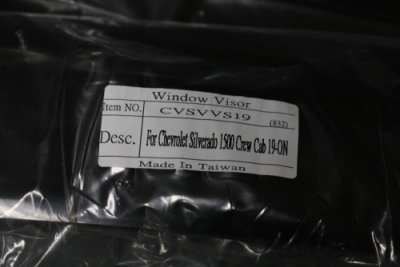 Window Visor
Item NO. CVSVVS19 (832)
Desc. For Chevrolet Silverado 1500 Crew Cab 19-ON
Made In Taiwan